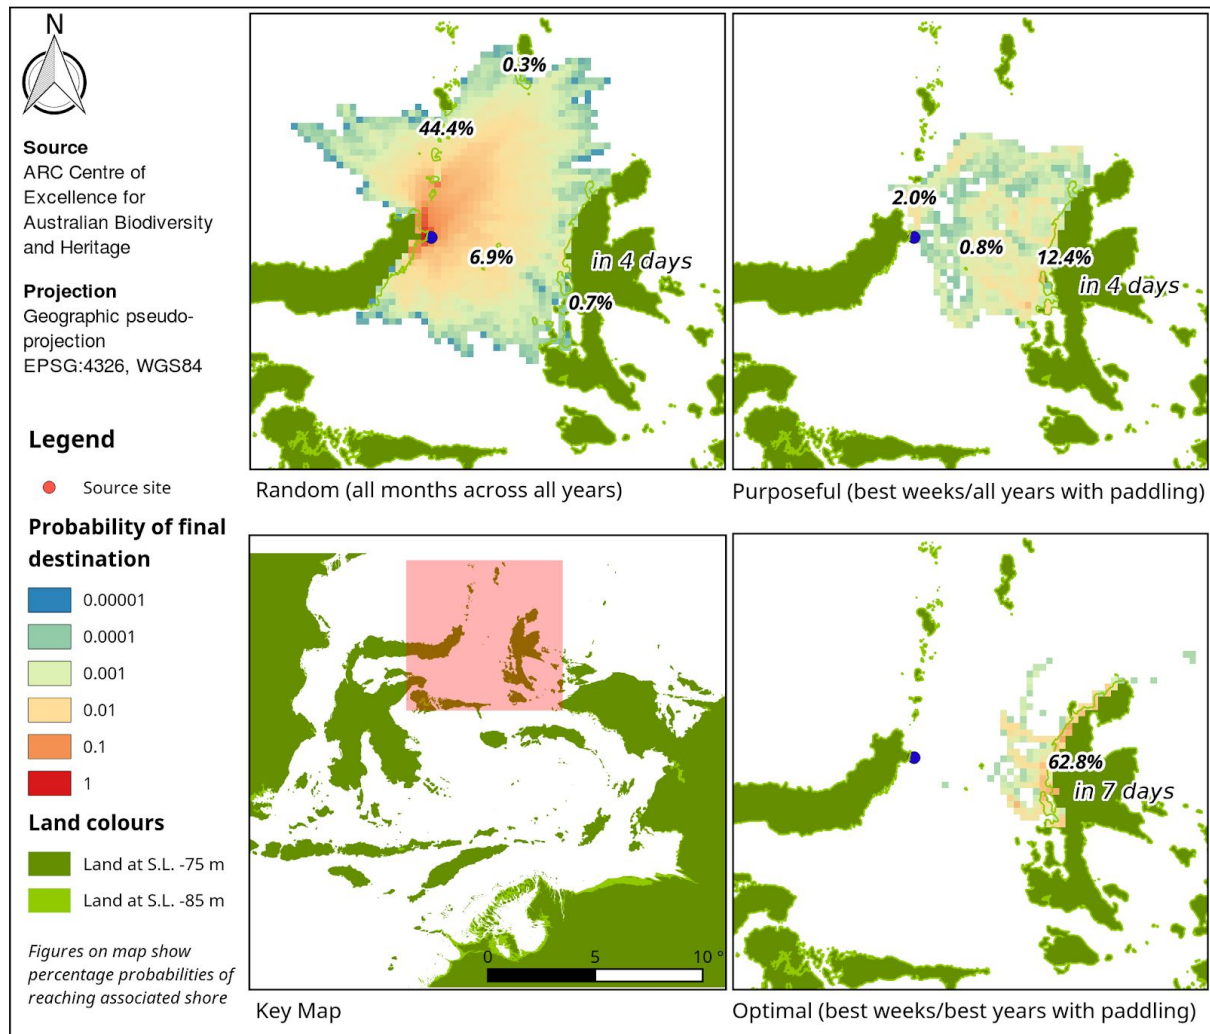 N
Source
ARC Centre of
Excellence for
Australian Biodiversity
and Heritage
Projection
Geographic pseudo-
projection
EPSG:4326, WGS84
Legend
Source site
Probability of final
destination
0.00001
0.0001
0.001
0.01
0.1
1
Land colours
Land at S.L. -75 m
Land at S.L. -85 m
Figures on map show
percentage probabilities of
reaching associated shore
0.3%
44.4%
6.9%
in 4 days
0.7%
Random (all months across all years)
2.0%
0.8%
12.4%
in 4 days
Purposeful (best weeks/all years with paddling)
0 5 10 °
Key Map
62.8%
in 7 days
Optimal (best weeks/best years with paddling)